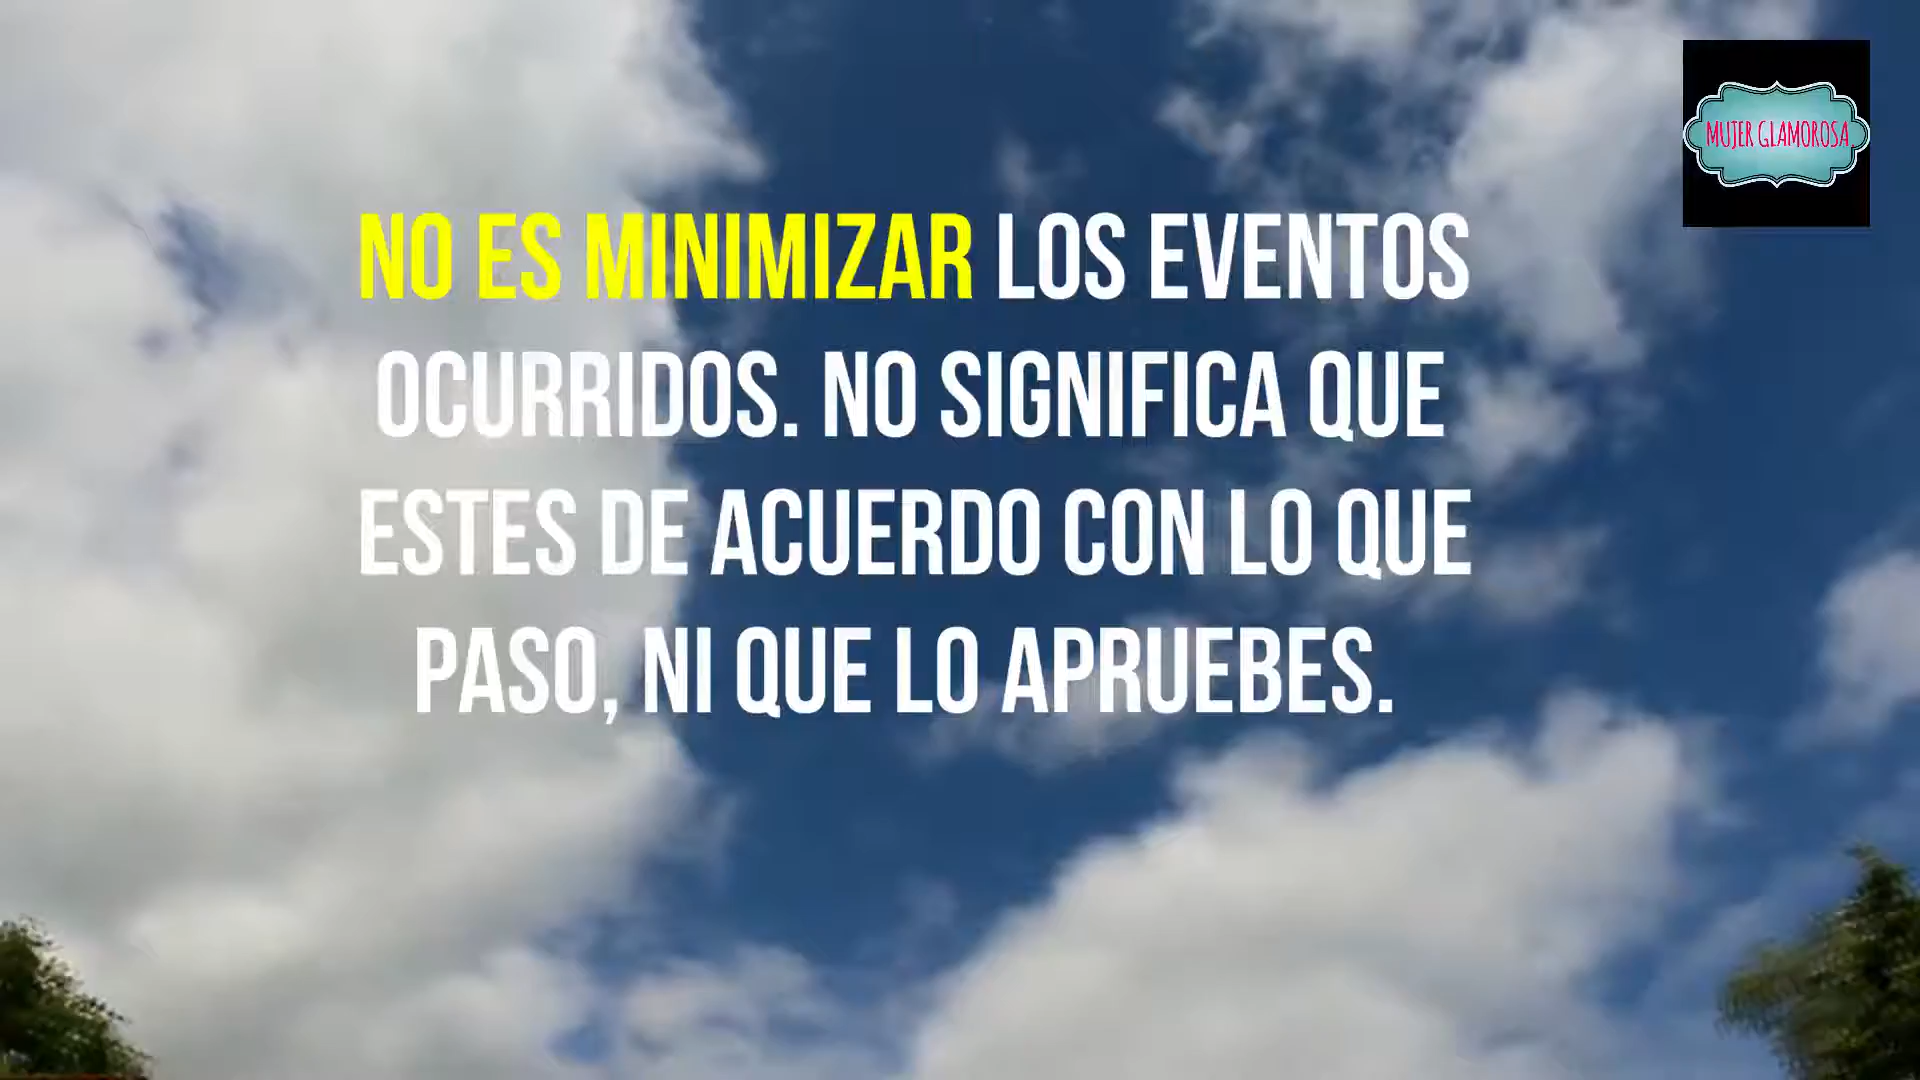 MUJER GLAMOROSA
NO ES MINIMIZAR LOS EVENTOS
OCURRIDOS. NO SIGNIFICA QUE
ESTES DE ACUERDO CON LO QUE
PASO, NI QUE LO APRUEBES.